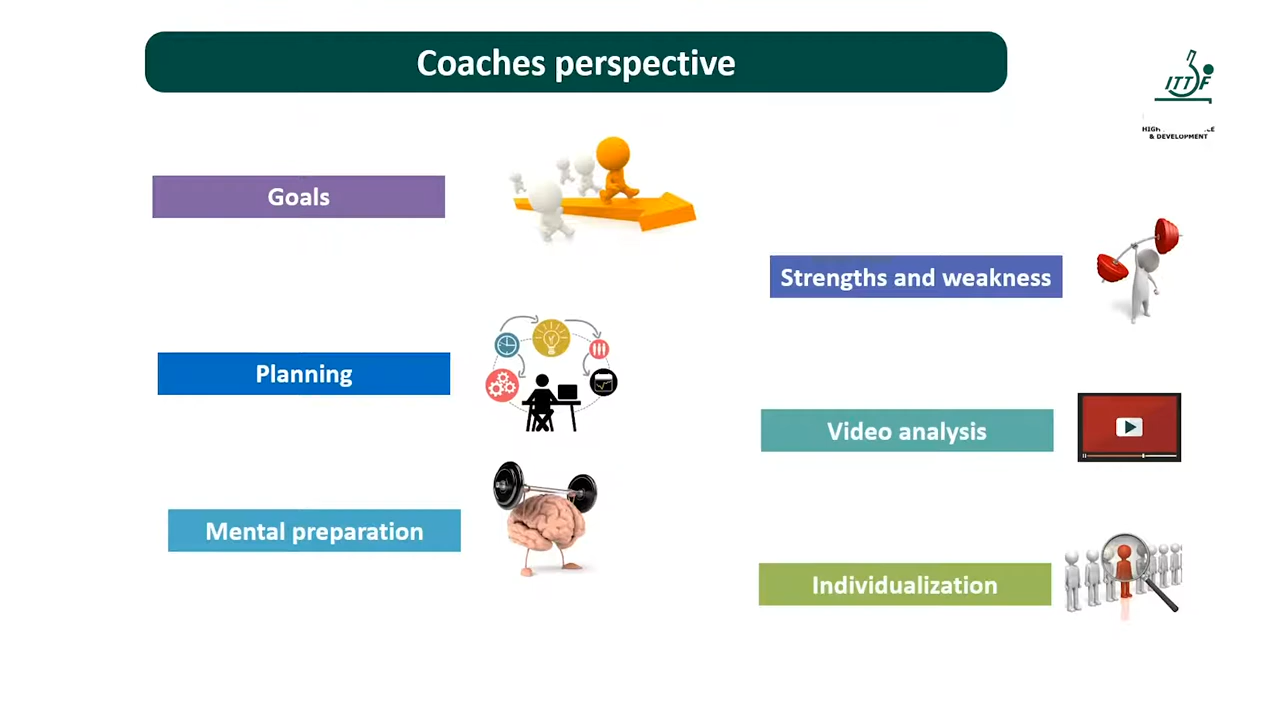 Coaches perspective
ITTF
& DEVELOPMENT
Goals
Strengths and weakness
Planning
Video analysis
Mental preparation
Individualization